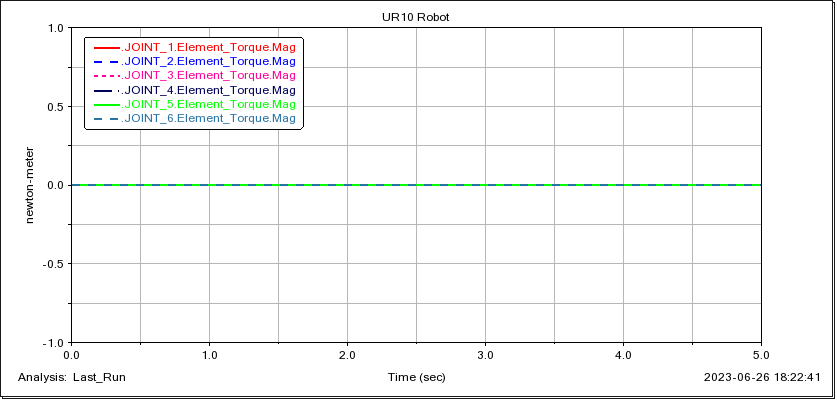 UR10 Robot
1.0
.JOINT_1.Element_Torque.Mag
.JOINT_2.Element_Torque.Mag
.JOINT_3.Element_Torque.Mag
.JOINT_4.Element_Torque.Mag
.JOINT_5.Element_Torque.Mag
.JOINT_6.Element_Torque.Mag
0.5
newton-meter
0.0
-0.5
-1.0
0.0 1.0 2.0 3.0 4.0 5.0
Analysis: Last_Run Time (sec) 2023-06-26 18:22:41